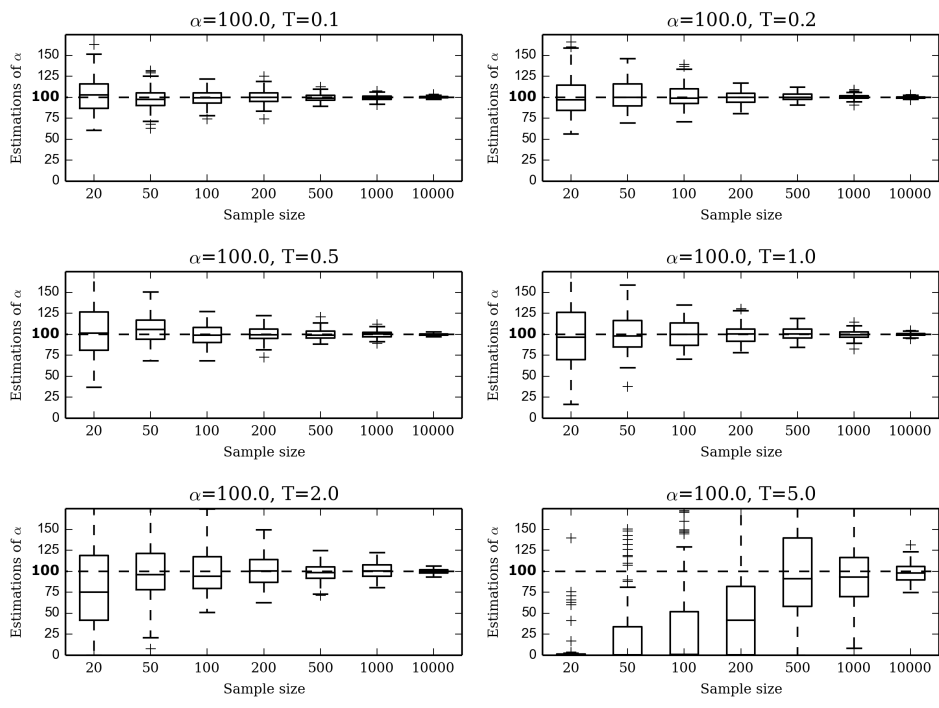 α=100.0, T=0.1
Estimations of α
150
125
100
75
50
25
0
20 50 100 200 500 1000 10000
Sample size
α=100.0, T=0.2
Estimations of α
150
125
100
75
50
25
0
20 50 100 200 500 1000 10000
Sample size
α=100.0, T=0.5
Estimations of α
150
125
100
75
50
25
0
20 50 100 200 500 1000 10000
Sample size
α=100.0, T=1.0
Estimations of α
150
125
100
75
50
25
0
20 50 100 200 500 1000 10000
Sample size
α=100.0, T=2.0
Estimations of α
150
125
100
75
50
25
0
20 50 100 200 500 1000 10000
Sample size
α=100.0, T=5.0
Estimations of α
150
125
100
75
50
25
0
20 50 100 200 500 1000 10000
Sample size